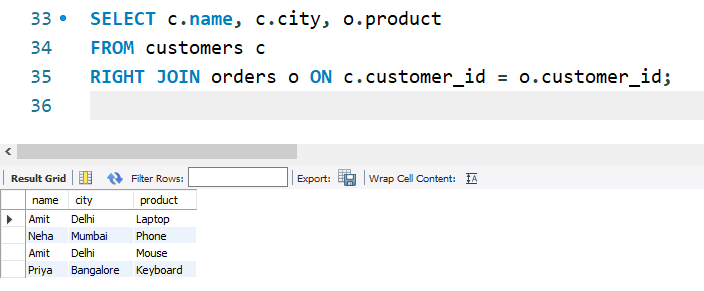 33 SELECT c.name, c.city, o.product
34 FROM customers c
35 RIGHT JOIN orders o ON c.customer_id = o.customer_id;
36
Result Grid Filter Rows: Export: Wrap Cell Content:
name city product
Amit Delhi Laptop
Neha Mumbai Phone
Amit Delhi Mouse
Priya Bangalore Keyboard